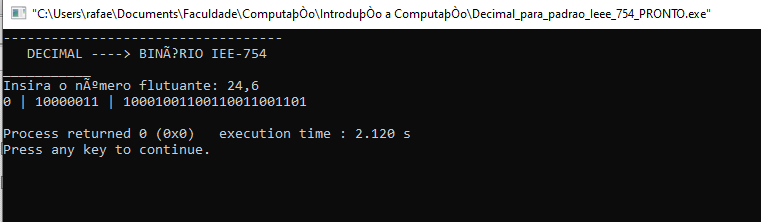 "C:\Users\rafae\Documents\Faculdade\ComputaþÒo\IntroduþÒo a ComputaþÒo\Decimal_para_padrao_Ieee_754_PRONTO.exe"
-----------------------------------
DECIMAL ----> BINÃ?RIO IEE-754
___________
Insira o nÃºmero flutuante: 24,6
0 | 10000011 | 10001001100110011001101
Process returned 0 (0x0)   execution time : 2.120 s
Press any key to continue.